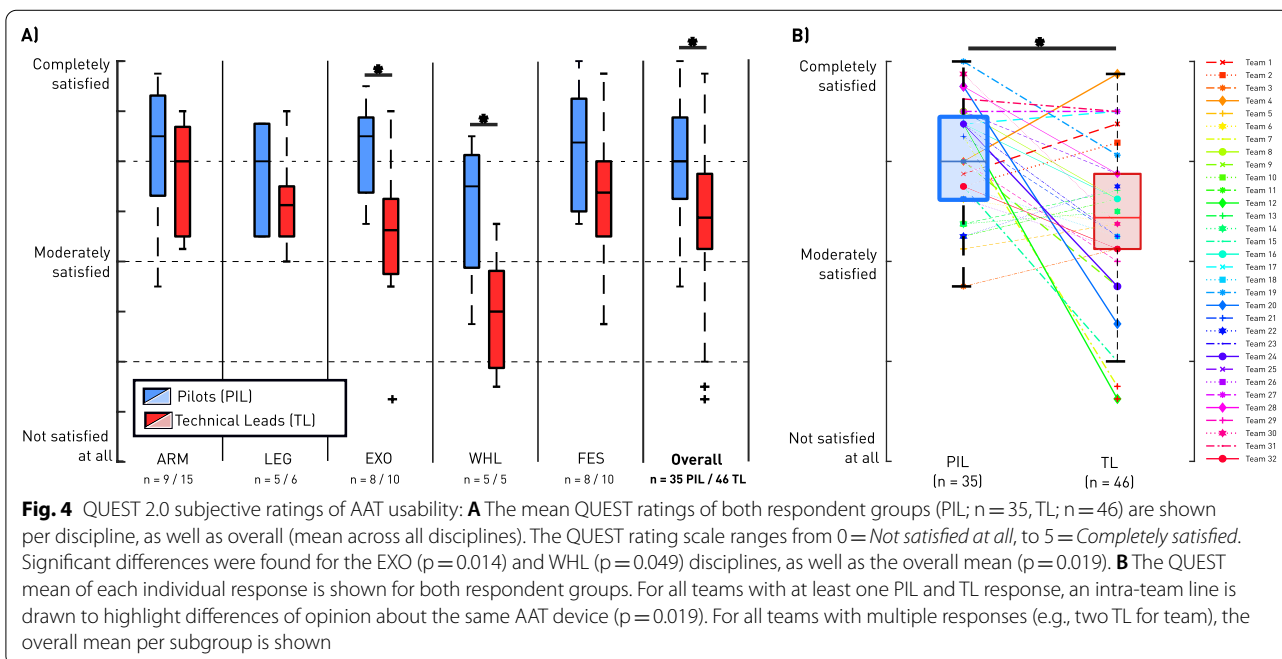 A)
Completely
satisfied
Moderately
satisfied
Not satisfied
at all
Pilots (PIL)
Technical Leads (TL)
ARM
LEG
EXO
WHL
FES
Overall
n = 9 / 15
n = 5 / 6
n = 8 / 10
n = 5/5
n = 8 / 10
n = 35 PIL / 46 TL
B)
Completely
satisfied
Moderately
satisfied
Not satisfied
at all
PIL
(n = 35)
TL
(n = 46)
Team 1
Team 2
Team 3
Team 4
Team 5
Team 6
Team 7
Team 8
Team 9
Team 10
Team 11
Team 12
Team 13
Team 14
Team 15
Team 16
Team 17
Team 18
Team 19
Team 20
Team 21
Team 22
Team 23
Team 24
Team 25
Team 26
Team 27
Team 28
Team 29
Team 30
Team 31
Team 32
Fig. 4 QUEST 2.0 subjective ratings of AAT usability: A The mean QUEST ratings of both respondent groups (PIL; n = 35, TL; n = 46) are shown
per discipline, as well as overall (mean across all disciplines). The QUEST rating scale ranges from 0 = Not satisfied at all, to 5 = Completely satisfied.
Significant differences were found for the EXO (p = 0.014) and WHL (p = 0.049) disciplines, as well as the overall mean (p = 0.019). B The QUEST
mean of each individual response is shown for both respondent groups. For all teams with at least one PIL and TL response, an intra-team line is
drawn to highlight differences of opinion about the same AAT device (p = 0.019). For all teams with multiple responses (e.g., two TL for team), the
overall mean per subgroup is shown